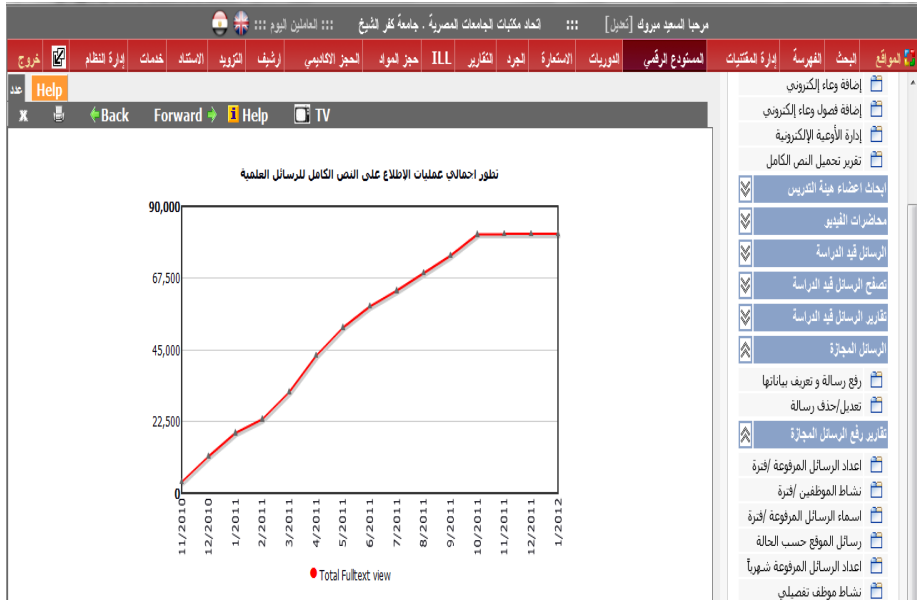 مرحبا السعيد مبروك [تعديل] ::: اتحاد مكتبات الجامعات المصرية . جامعة كفر الشيخ ::: العاملين اليوم :::
المواقع البحث الفهرسة إدارة المقتنيات المستودع الرقمي الدوريات الاستعارة الجرد التقارير ILL حجز المواد الحجز الاكاديمي أرشيف التزويد الاستناد خدمات إدارة النظام خروج
Help عدد
x Back Forward Help TV
إضافة وعاء إلكتروني
إضافة فصول وعاء إلكتروني
إدارة الأوعية الإلكترونية
تقرير تحميل النص الكامل
ابحاث اعضاء هيئة التدريس
محاضرات الفيديو
الرسائل قيد الدراسة
تصفح الرسائل قيد الدراسة
تقارير الرسائل قيد الدراسة
الرسائل المجازة
رفع رسالة و تعريف بياناتها
تعديل/حذف رسالة
تقارير رفع الرسائل المجازة
اعداد الرسائل المرفوعة /فترة
نشاط الموظفين /فترة
اسماء الرسائل المرفوعة /فترة
رسائل الموقع حسب الحالة
اعداد الرسائل المرفوعة شهرياً
نشاط موظف تفصيلي
تطور اجمالي عمليات الإطلاع على النص الكامل للرسائل العلمية
90,000
67,500
45,000
22,500
0
11/2010
12/2010
1/2011
2/2011
3/2011
4/2011
5/2011
6/2011
7/2011
8/2011
9/2011
10/2011
11/2011
12/2011
1/2012
Total Fulltext view